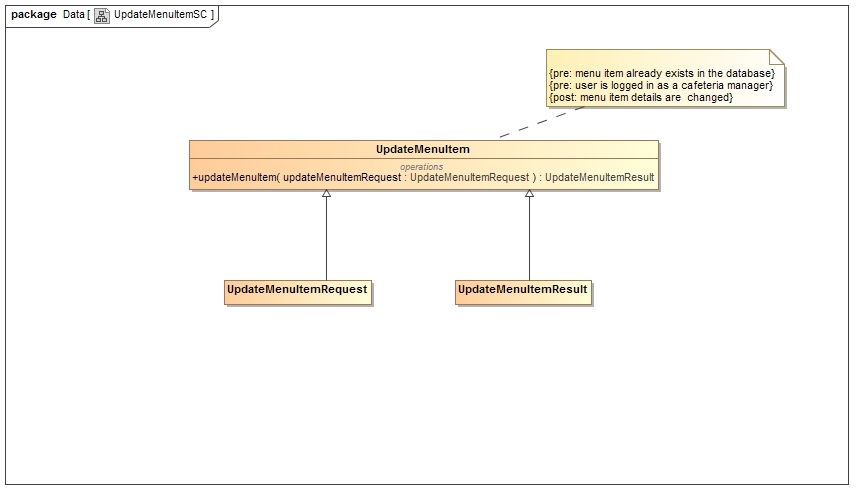 package Data [ UpdateMenuItemSC ]
{pre: menu item already exists in the database}
{pre: user is logged in as a cafeteria manager}
{post: menu item details are changed}
UpdateMenuItem
operations
+updateMenuItem( updateMenuItemRequest : UpdateMenuItemRequest ) : UpdateMenuItemResult
UpdateMenuItemRequest
UpdateMenuItemResult